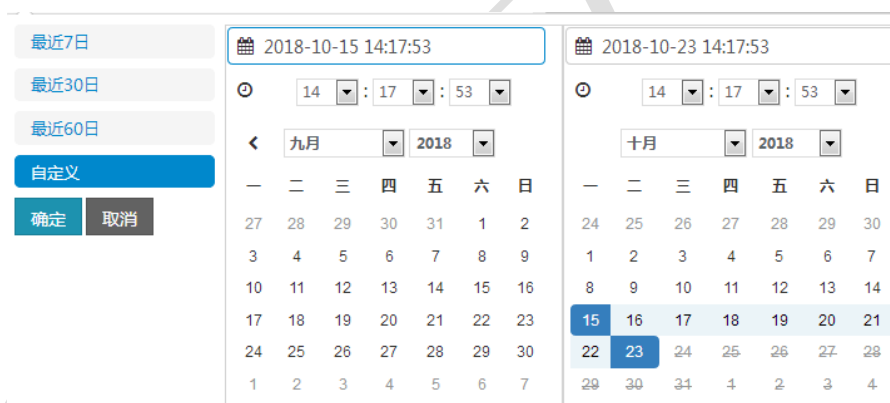 最近7日
最近30日
最近60日
自定义
确定 取消
2018-10-15 14:17:53
14 : 17 : 53
九月 2018
一 二 三 四 五 六 日
27 28 29 30 31 1 2
3 4 5 6 7 8 9
10 11 12 13 14 15 16
17 18 19 20 21 22 23
24 25 26 27 28 29 30
1 2 3 4 5 6 7
2018-10-23 14:17:53
14 : 17 : 53
十月 2018
一 二 三 四 五 六 日
24 25 26 27 28 29 30
1 2 3 4 5 6 7
8 9 10 11 12 13 14
15 16 17 18 19 20 21
22 23 24 25 26 27 28
29 30 31 1 2 3 4